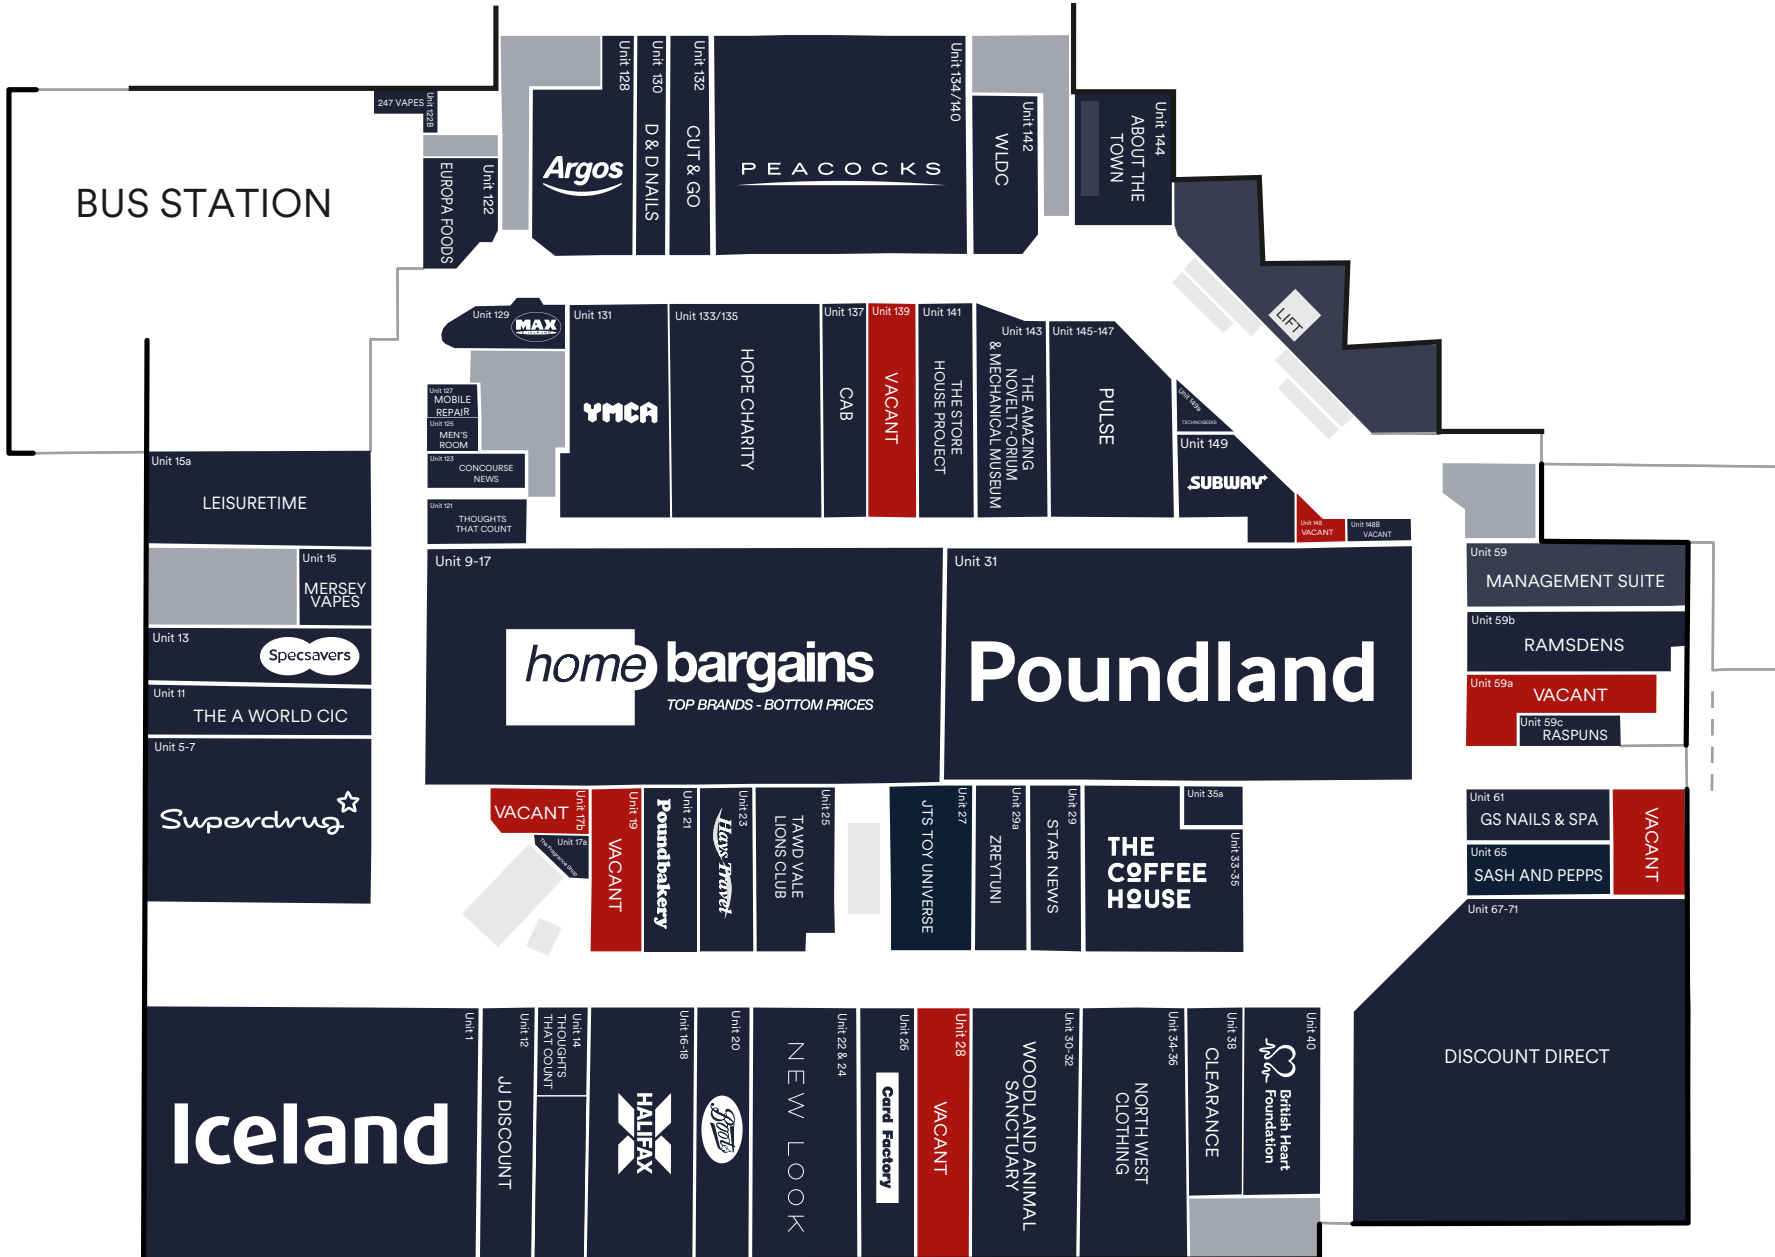 BUS STATION
247 VAPES
Unit 122B
Unit 122
EUROPA FOODS
Unit 128
Argos
Unit 130
D & D NAILS
Unit 132
CUT & GO
Unit 134/140
PEACOCKS
Unit 142
WLDC
Unit 144
ABOUT THE
TOWN
LIFT
Unit 129
MAX
Unit 131
YMCA
Unit 133/135
HOPE CHARITY
Unit 137
CAB
Unit 139
VACANT
Unit 141
THE STORE
HOUSE PROJECT
Unit 143
THE AMAZING
NOVELTY-ORIUM
& MECHANICAL MUSEUM
Unit 145-147
PULSE
Unit 149a
TECHNOGEEKS
Unit 149
SUBWAY
Unit 148
VACANT
Unit 148B
VACANT
Unit 127
MOBILE
REPAIR
Unit 125
MEN'S
ROOM
Unit 123
CONCOURSE
NEWS
Unit 121
THOUGHTS
THAT COUNT
Unit 15a
LEISURETIME
Unit 15
MERSEY
VAPES
Unit 13
Specsavers
Unit 11
THE A WORLD CIC
Unit 5-7
Superdrug
Unit 9-17
home bargains
TOP BRANDS - BOTTOM PRICES
Unit 31
Poundland
Unit 59
MANAGEMENT SUITE
Unit 59b
RAMSDENS
Unit 59a
VACANT
Unit 59c
RASPUNS
Unit 17b
VACANT
Unit 17a
The Fragrance Shop
Unit 19
VACANT
Unit 21
Poundbakery
Unit 23
Hays Travel
Unit 25
TAWD VALE
LIONS CLUB
Unit 27
JTS TOY UNIVERSE
Unit 29a
ZREYTUNI
Unit 29
STAR NEWS
Unit 35a
Unit 33-35
THE
COFFEE
HOUSE
Unit 61
GS NAILS & SPA
Unit 65
SASH AND PEPPS
VACANT
Unit 67-71
DISCOUNT DIRECT
Unit 1
Iceland
Unit 12
JJ DISCOUNT
Unit 14
THOUGHTS
THAT COUNT
Unit 16-18
HALIFAX
Unit 20
Boots
Unit 22 & 24
NEW LOOK
Unit 26
Card Factory
Unit 28
VACANT
Unit 30-32
WOODLAND ANIMAL
SANCTUARY
Unit 34-36
NORTH WEST
CLOTHING
Unit 38
CLEARANCE
Unit 40
British Heart
Foundation